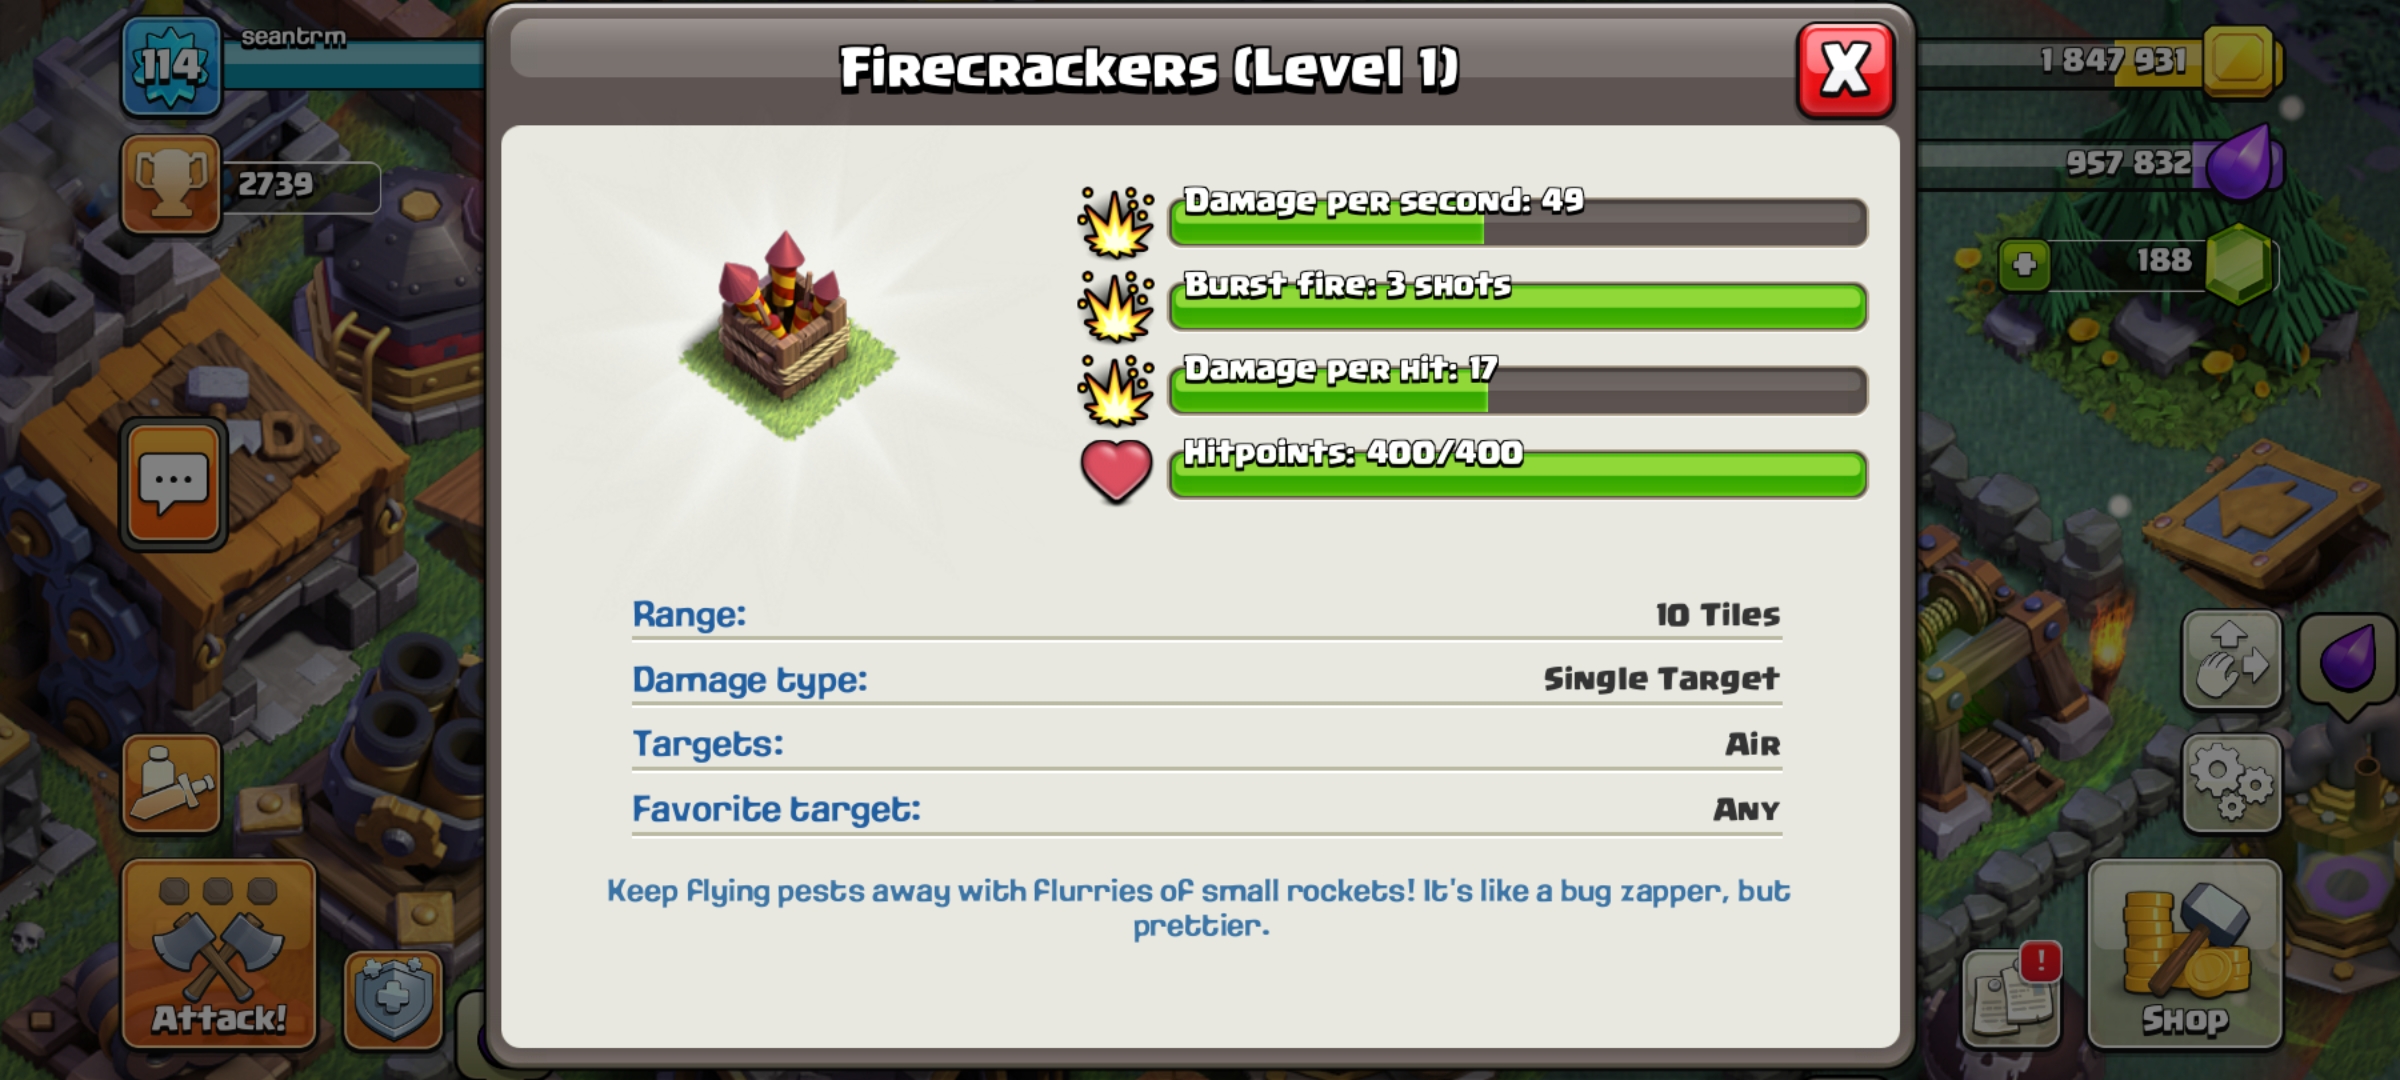 114
seantrm
Firecrackers (Level 1)
X
1 847 931
2739
957 832
188
Damage per second: 49
Burst fire: 3 shots
Damage per hit: 17
Hitpoints: 400/400
Range: 10 Tiles
Damage type: Single Target
Targets: Air
Favorite target: Any
Keep flying pests away with flurries of small rockets! It's like a bug zapper, but
prettier.
Attack!
!
Shop